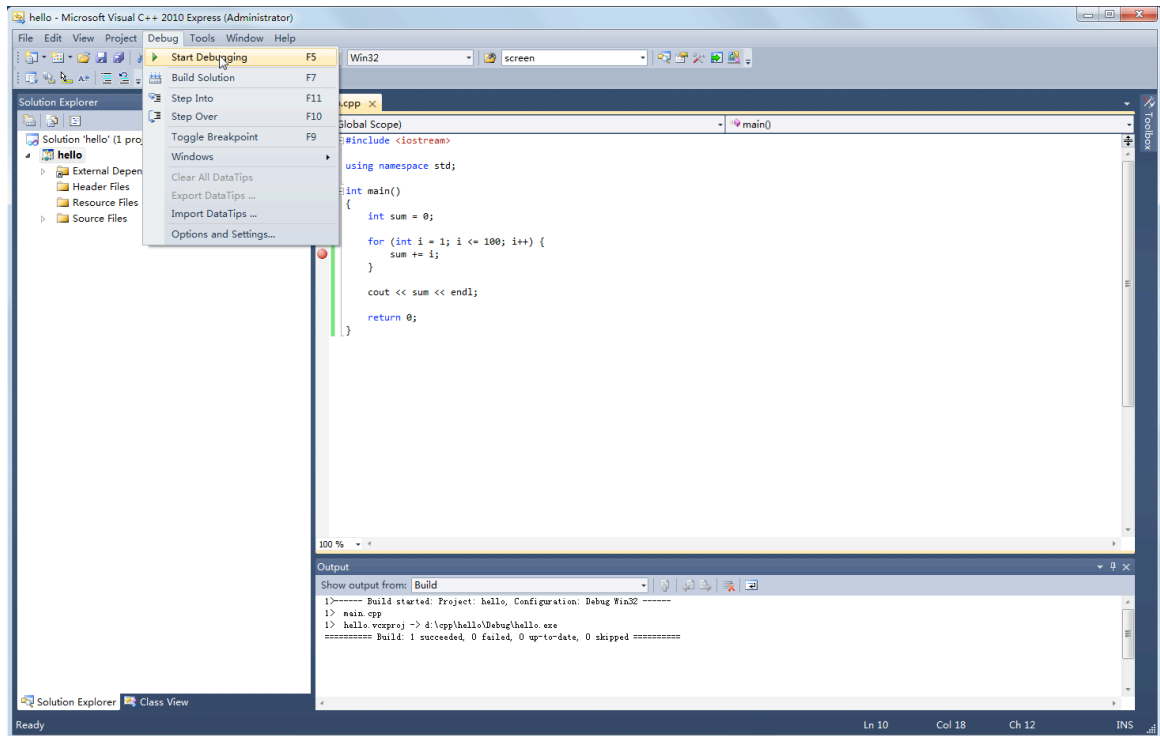 hello - Microsoft Visual C++ 2010 Express (Administrator)
File Edit View Project Debug Tools Window Help
Start Debugging F5
Build Solution F7
Step Into F11
Step Over F10
Toggle Breakpoint F9
Windows
Clear All DataTips
Export DataTips ...
Import DataTips ...
Options and Settings...
Win32 screen
Solution Explorer
Solution 'hello' (1 proj
hello
External Depen
Header Files
Resource Files
Source Files
.cpp
Global Scope) main()
#include <iostream>
using namespace std;
int main()
{
int sum = 0;
for (int i = 1; i <= 100; i++) {
sum += i;
}
cout << sum << endl;
return 0;
}
100 %
Toolbox
Output
Show output from: Build
1>------ Build started: Project: hello, Configuration: Debug Win32 ------
1> main.cpp
1> hello.vcxproj -> d:\cpp\hello\Debug\hello.exe
========== Build: 1 succeeded, 0 failed, 0 up-to-date, 0 skipped ==========
Solution Explorer Class View
Ready Ln 10 Col 18 Ch 12 INS